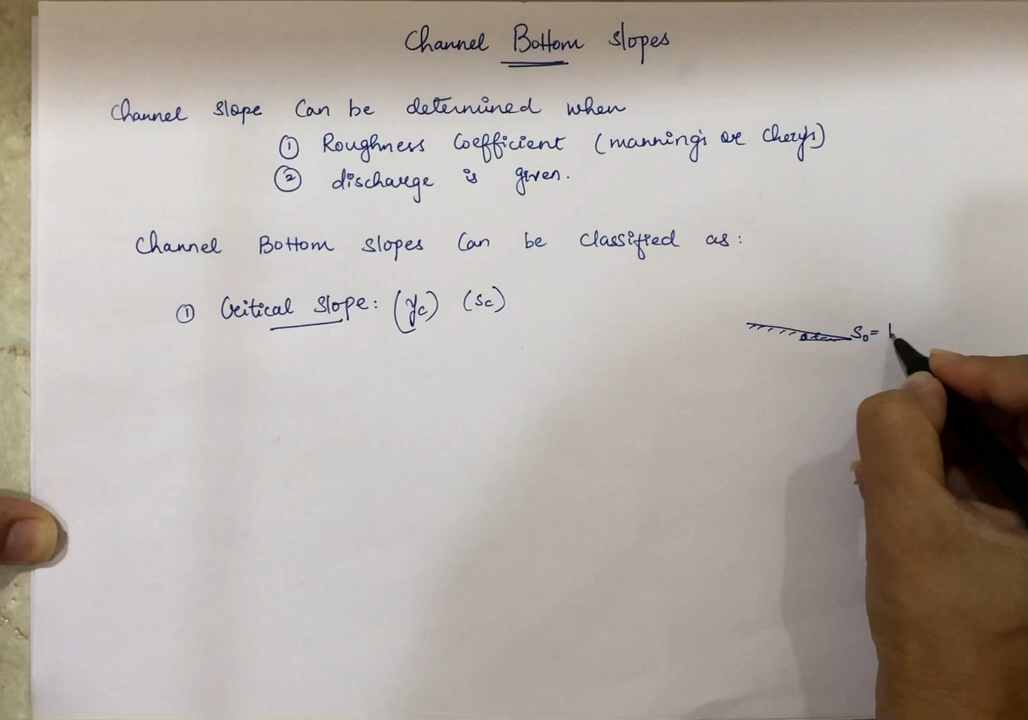 Channel Bottom Slopes
Channel slope Can be determined when
① Roughness Coefficient (manning's or Chezy's)
② discharge is given.
Channel Bottom slopes Can be classified as:
① Critical slope: (yc) (Sc)
S₀=